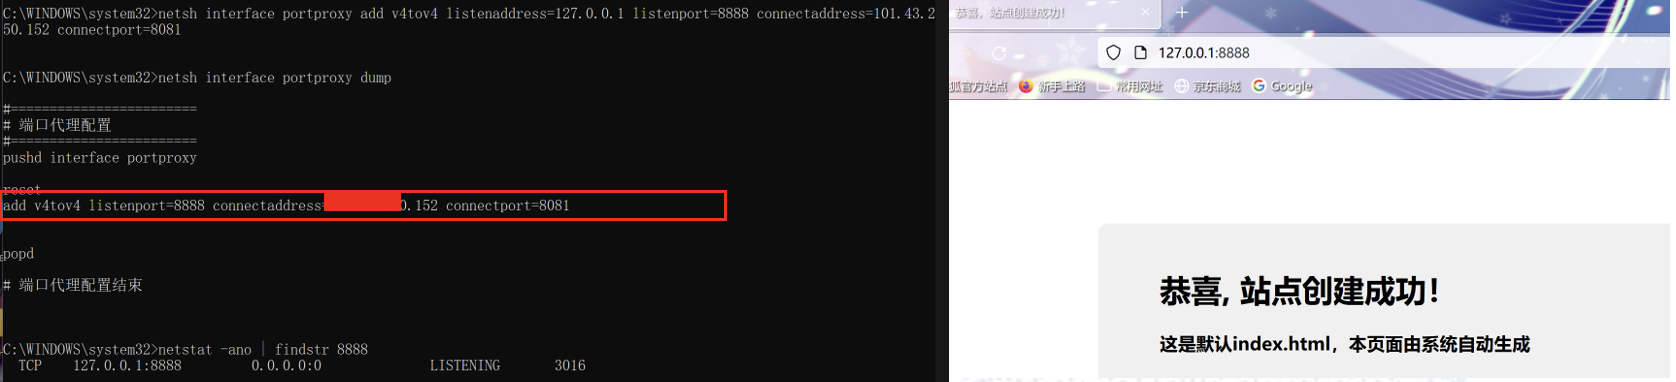 C:\WINDOWS\system32>netsh interface portproxy add v4tov4 listenaddress=127.0.0.1 listenport=8888 connectaddress=101.43.2
50.152 connectport=8081
C:\WINDOWS\system32>netsh interface portproxy dump
#========================
# 端口代理配置
#========================
pushd interface portproxy
reset
add v4tov4 listenport=8888 connectaddress= 0.152 connectport=8081
popd
# 端口代理配置结束
C:\WINDOWS\system32>netstat -ano | findstr 8888
TCP 127.0.0.1:8888 0.0.0.0:0 LISTENING 3016
恭喜，站点创建成功！
127.0.0.1:8888
狐官方站点 新手上路 常用网址 京东商城 Google
恭喜, 站点创建成功！
这是默认index.html，本页面由系统自动生成